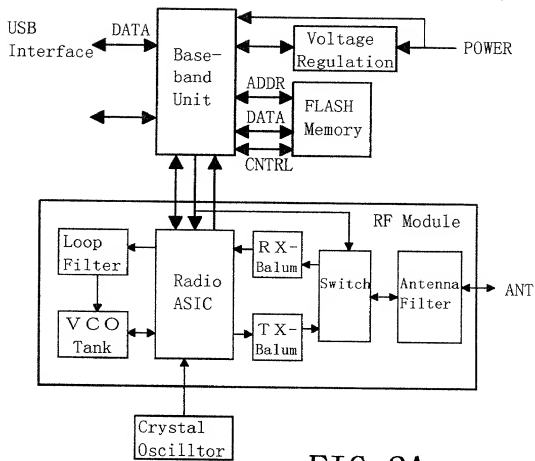 USB
Interface
DATA
Base-
band
Unit
Voltage
Regulation
POWER
ADDR
DATA
CNTRL
FLASH
Memory
RF Module
Loop
Filter
Radio
ASIC
RX-
Balum
Switch
Antenna
Filter
ANT
VCO
Tank
TX-
Balum
Crystal
Oscilltor